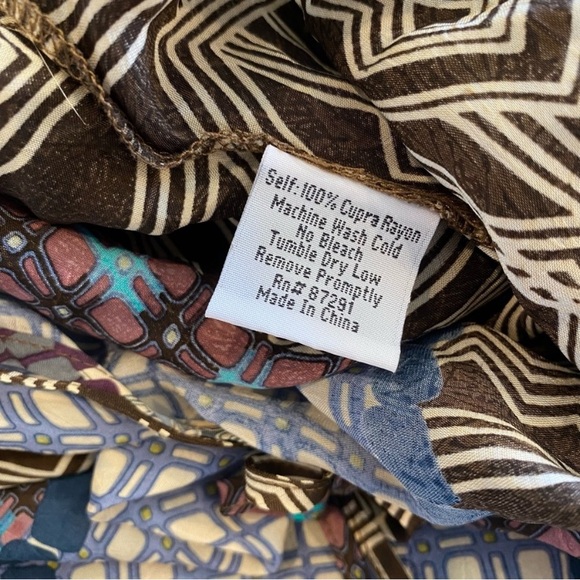 Self:100% Cupra Rayon
Machine Wash Cold
No Bleach
Tumble Dry Low
Remove Promptly
Rn# 87291
Made In China